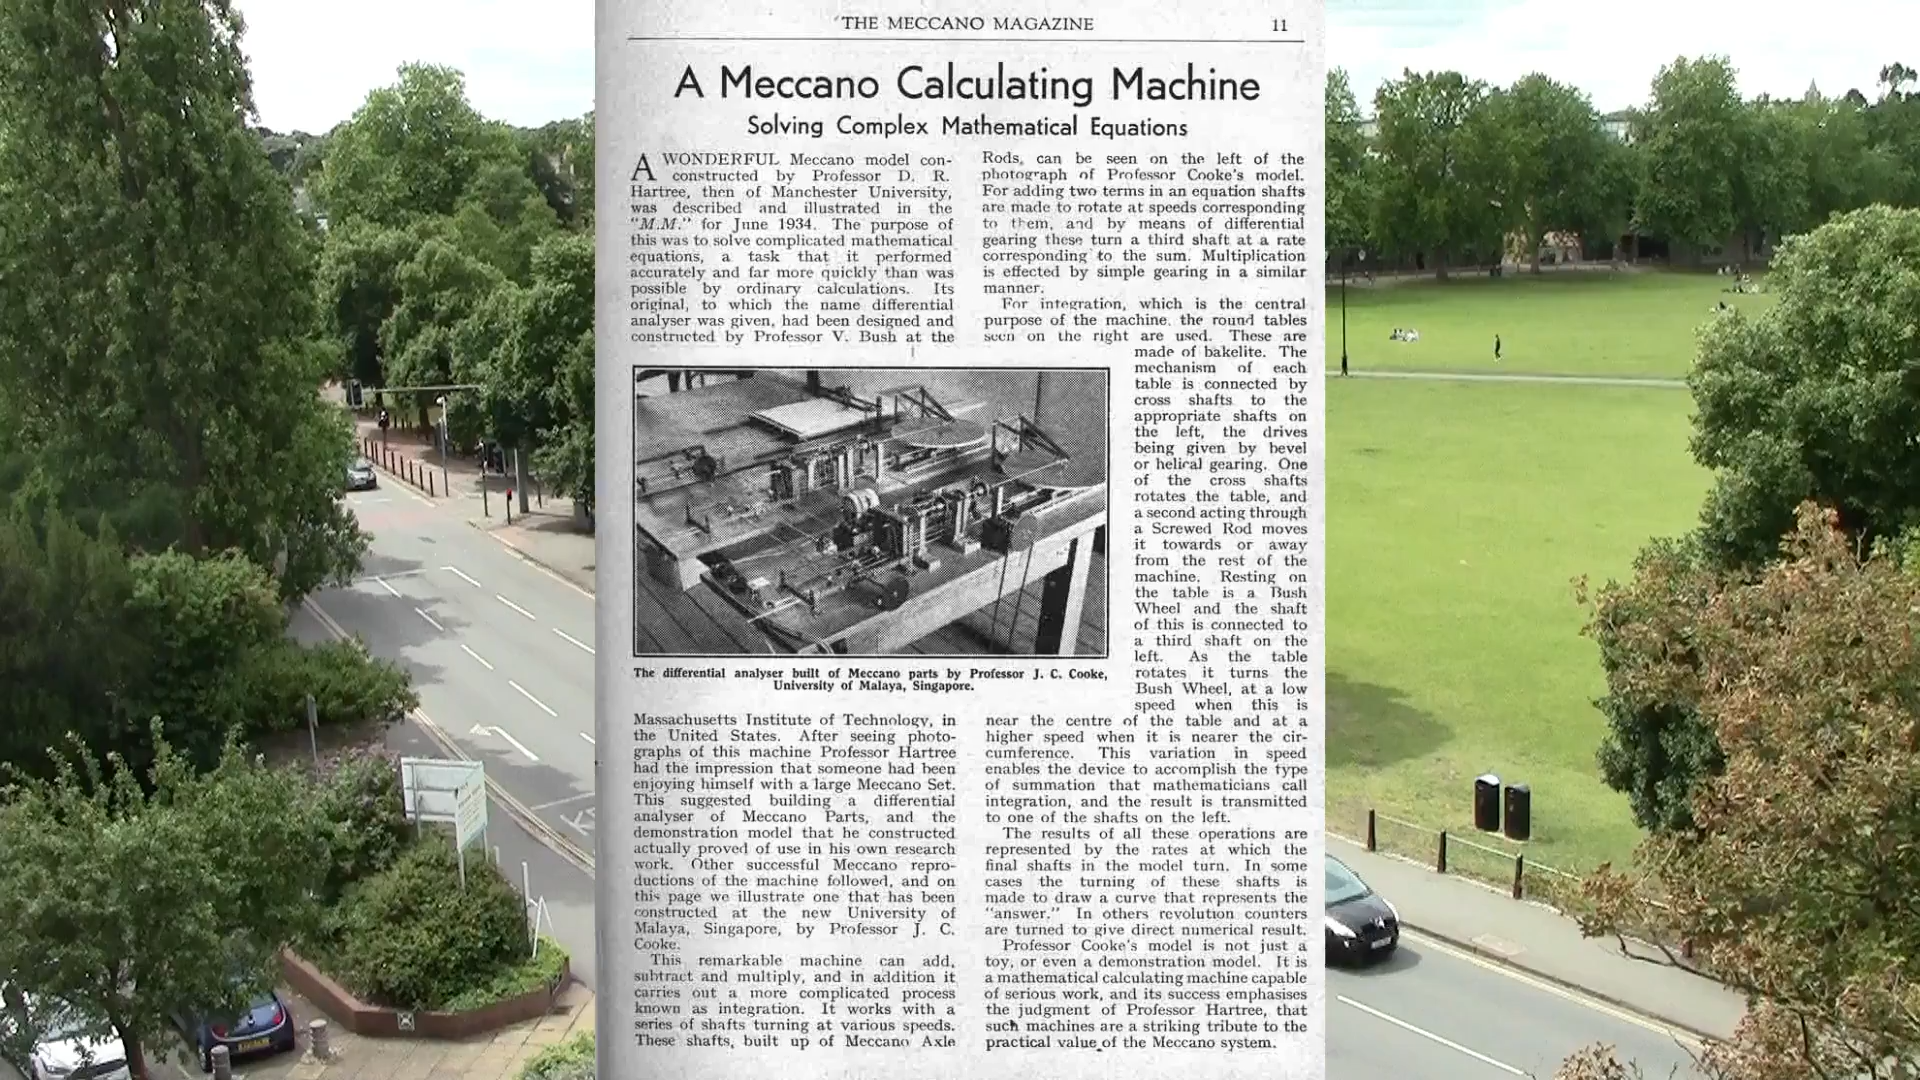 THE MECCANO MAGAZINE 11
A Meccano Calculating Machine
Solving Complex Mathematical Equations
A WONDERFUL Meccano model con-
constructed by Professor D. R.
Hartree, then of Manchester University,
was described and illustrated in the
"M.M." for June 1934. The purpose of
this was to solve complicated mathematical
equations, a task that it performed
accurately and far more quickly than was
possible by ordinary calculations. Its
original, to which the name differential
analyser was given, had been designed and
constructed by Professor V. Bush at the
The differential analyser built of Meccano parts by Professor J. C. Cooke,
University of Malaya, Singapore.
Massachusetts Institute of Technology, in
the United States. After seeing photo-
graphs of this machine Professor Hartree
had the impression that someone had been
enjoying himself with a large Meccano Set.
This suggested building a differential
analyser of Meccano Parts, and the
demonstration model that he constructed
actually proved of use in his own research
work. Other successful Meccano repro-
ductions of the machine followed, and on
this page we illustrate one that has been
constructed at the new University of
Malaya, Singapore, by Professor J. C.
Cooke.
This remarkable machine can add,
subtract and multiply, and in addition it
carries out a more complicated process
known as integration. It works with a
series of shafts turning at various speeds.
These shafts, built up of Meccano Axle
Rods, can be seen on the left of the
photograph of Professor Cooke's model.
For adding two terms in an equation shafts
are made to rotate at speeds corresponding
to them, and by means of differential
gearing these turn a third shaft at a rate
corresponding to the sum. Multiplication
is effected by simple gearing in a similar
manner.
For integration, which is the central
purpose of the machine, the round tables
seen on the right are used. These are
made of bakelite. The
mechanism of each
table is connected by
cross shafts to the
appropriate shafts on
the left, the drives
being given by bevel
or helical gearing. One
of the cross shafts
rotates the table, and
a second acting through
a Screwed Rod moves
it towards or away
from the rest of the
machine. Resting on
the table is a Bush
Wheel and the shaft
of this is connected to
a third shaft on the
left. As the table
rotates it turns the
Bush Wheel, at a low
speed when this is
near the centre of the table and at a
higher speed when it is nearer the cir-
cumference. This variation in speed
enables the device to accomplish the type
of summation that mathematicians call
integration, and the result is transmitted
to one of the shafts on the left.
The results of all these operations are
represented by the rates at which the
final shafts in the model turn. In some
cases the turning of these shafts is
made to draw a curve that represents the
"answer." In others revolution counters
are turned to give direct numerical result.
Professor Cooke's model is not just a
toy, or even a demonstration model. It is
a mathematical calculating machine capable
of serious work, and its success emphasises
the judgment of Professor Hartree, that
such machines are a striking tribute to the
practical value of the Meccano system.